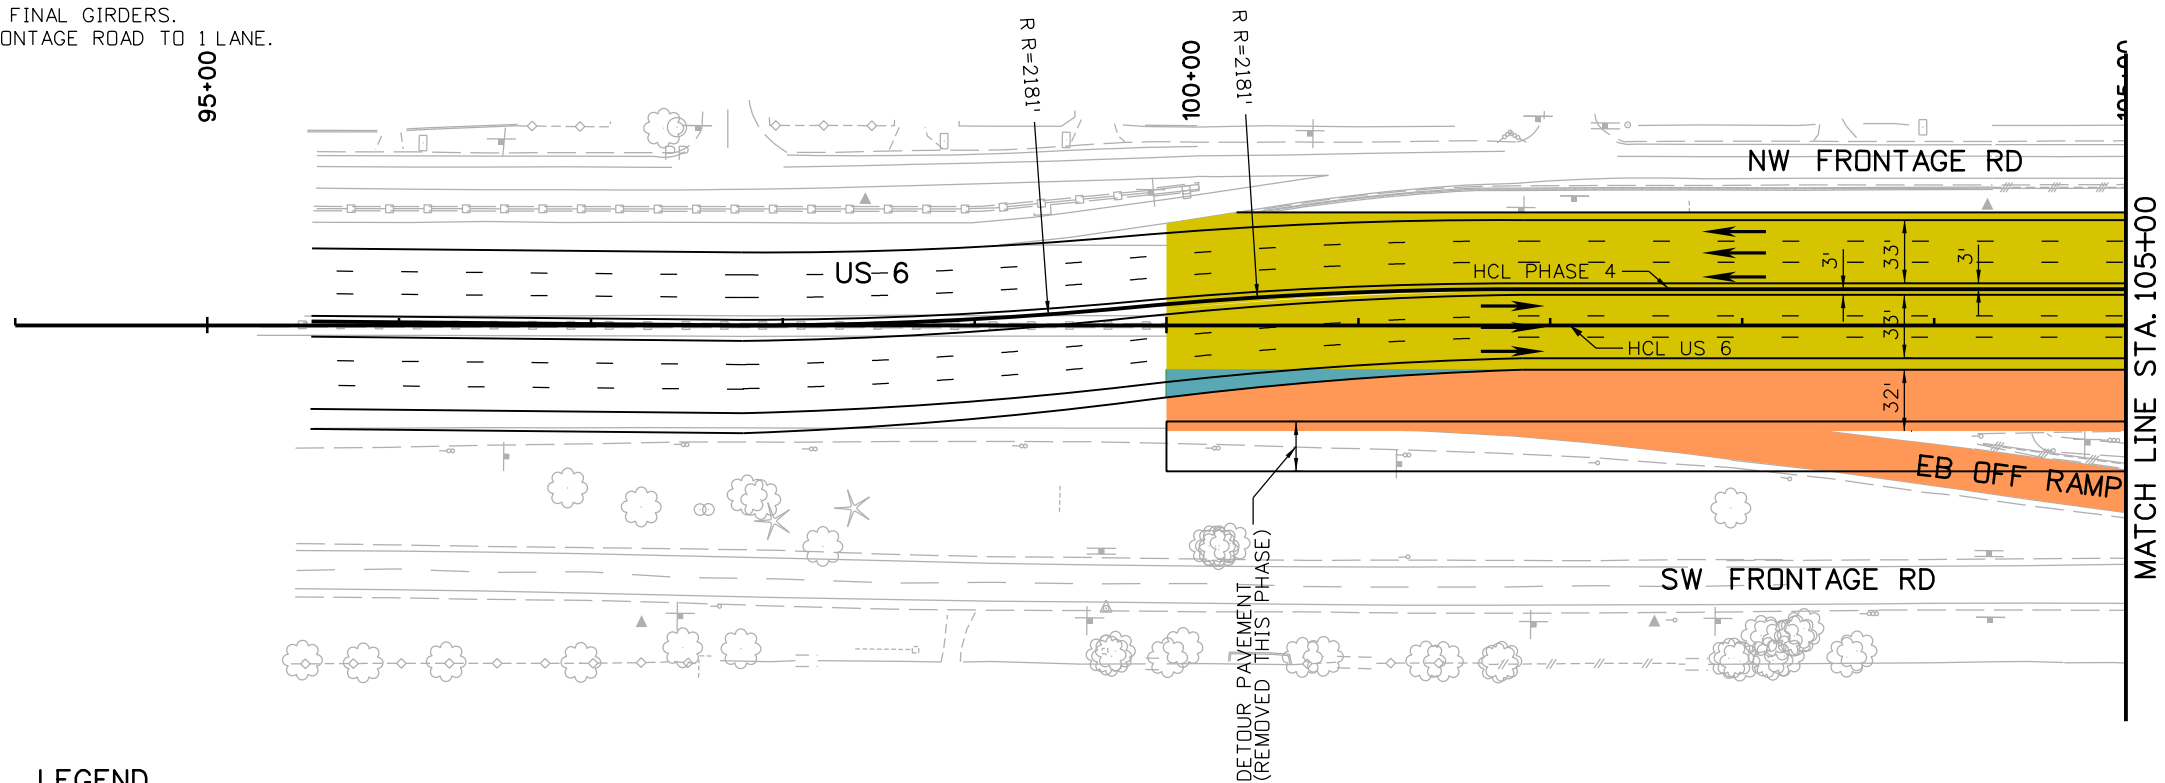 FINAL GIRDERS.
ONTAGE ROAD TO 1 LANE.
95+00
R R=2181'
100+00
R R=2181'
105+00
NW FRONTAGE RD
US-6
HCL PHASE 4
3'
33'
3'
HCL US 6
33'
32'
EB OFF RAMP
MATCH LINE STA. 105+00
DETOUR PAVEMENT
(REMOVED THIS PHASE)
SW FRONTAGE RD
LEGEND